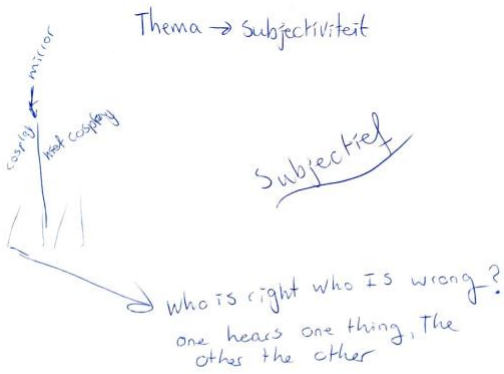 Thema → Subjectiviteit
mirror
cosplay
cosplay
Subjectief
who is right who Is wrong?
one hears one thing, The
other the other